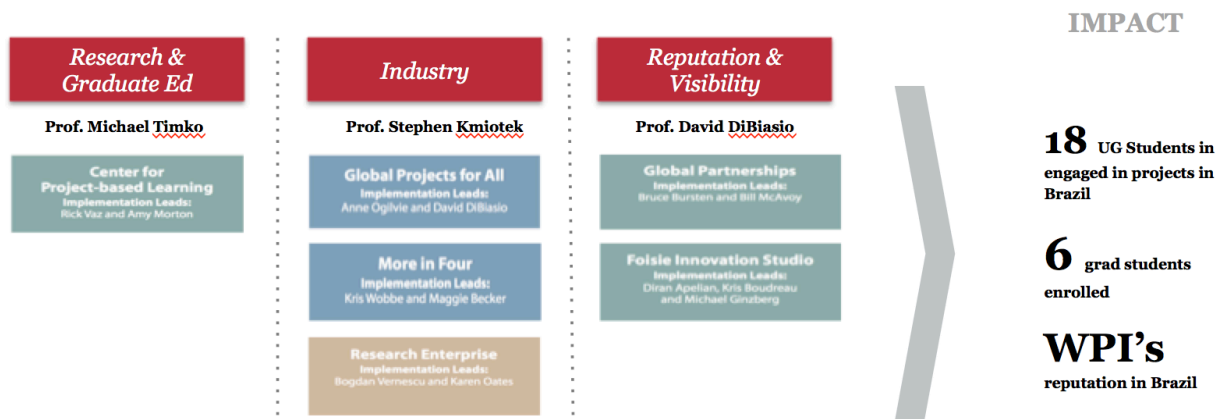 Research &
Graduate Ed
Prof. Michael Timko
Center for
Project-based Learning
Implementation Leads:
Rick Vaz and Amy Morton
Industry
Prof. Stephen Kmiotek
Global Projects for All
Implementation Leads:
Anne Ogilvie and David DiBiasio
More in Four
Implementation Leads:
Kris Wobbe and Maggie Becker
Research Enterprise
Implementation Leads:
Bogdan Vernescu and Karen Oates
Reputation &
Visibility
Prof. David DiBiasio
Global Partnerships
Implementation Leads:
Bruce Bursten and Bill McAvoy
Foisie Innovation Studio
Implementation Leads:
Diran Apelian, Kris Boudreau
and Michael Ginzberg
IMPACT
18 UG Students in
engaged in projects in
Brazil
6 grad students
enrolled
WPI’s
reputation in Brazil